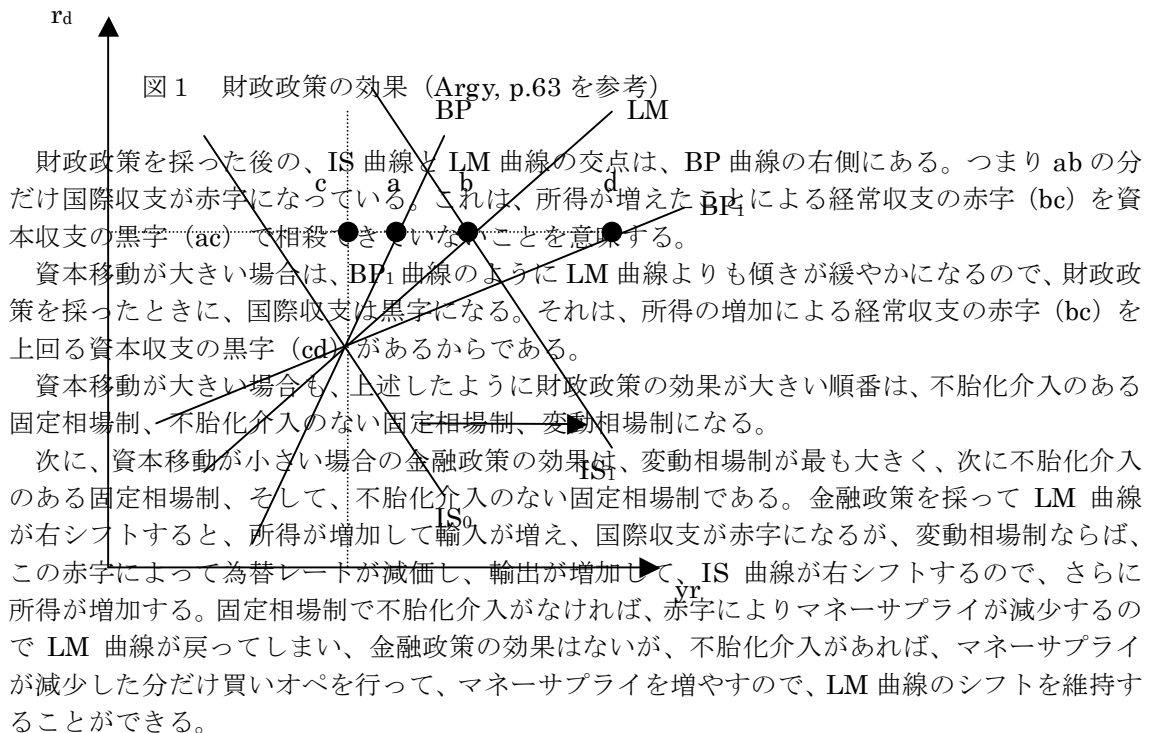 rd
図1 財政政策の効果（Argy, p.63 を参考）
BP
LM
財政政策を採った後の、IS 曲線と LM 曲線の交点は、BP 曲線の右側にある。つまり ab の分
c a b d
だけ国際収支が赤字になっている。これは、所得が増えたことによる経常収支の赤字（bc）を資
BP1
本収支の黒字（ac）で相殺できていないことを意味する。
資本移動が大きい場合は、BP1 曲線のように LM 曲線よりも傾きが緩やかになるので、財政政
策を採ったときに、国際収支は黒字になる。それは、所得の増加による経常収支の赤字（bc）を
上回る資本収支の黒字（cd）があるからである。
資本移動が大きい場合も、上述したように財政政策の効果が大きい順番は、不胎化介入のある
固定相場制、不胎化介入のない固定相場制、変動相場制になる。
次に、資本移動が小さい場合の金融政策の効果は、変動相場制が最も大きく、次に不胎化介入
IS1
のある固定相場制、そして、不胎化介入のない固定相場制である。金融政策を採って LM 曲線
IS0
が右シフトすると、所得が増加して輸入が増え、国際収支が赤字になるが、変動相場制ならば、
この赤字によって為替レートが減価し、輸出が増加して、IS 曲線が右シフトするので、さらに
yr
所得が増加する。固定相場制で不胎化介入がなければ、赤字によりマネーサプライが減少するの
で LM 曲線が戻ってしまい、金融政策の効果はないが、不胎化介入があれば、マネーサプライ
が減少した分だけ買いオペを行って、マネーサプライを増やすので、LM 曲線のシフトを維持す
ることができる。